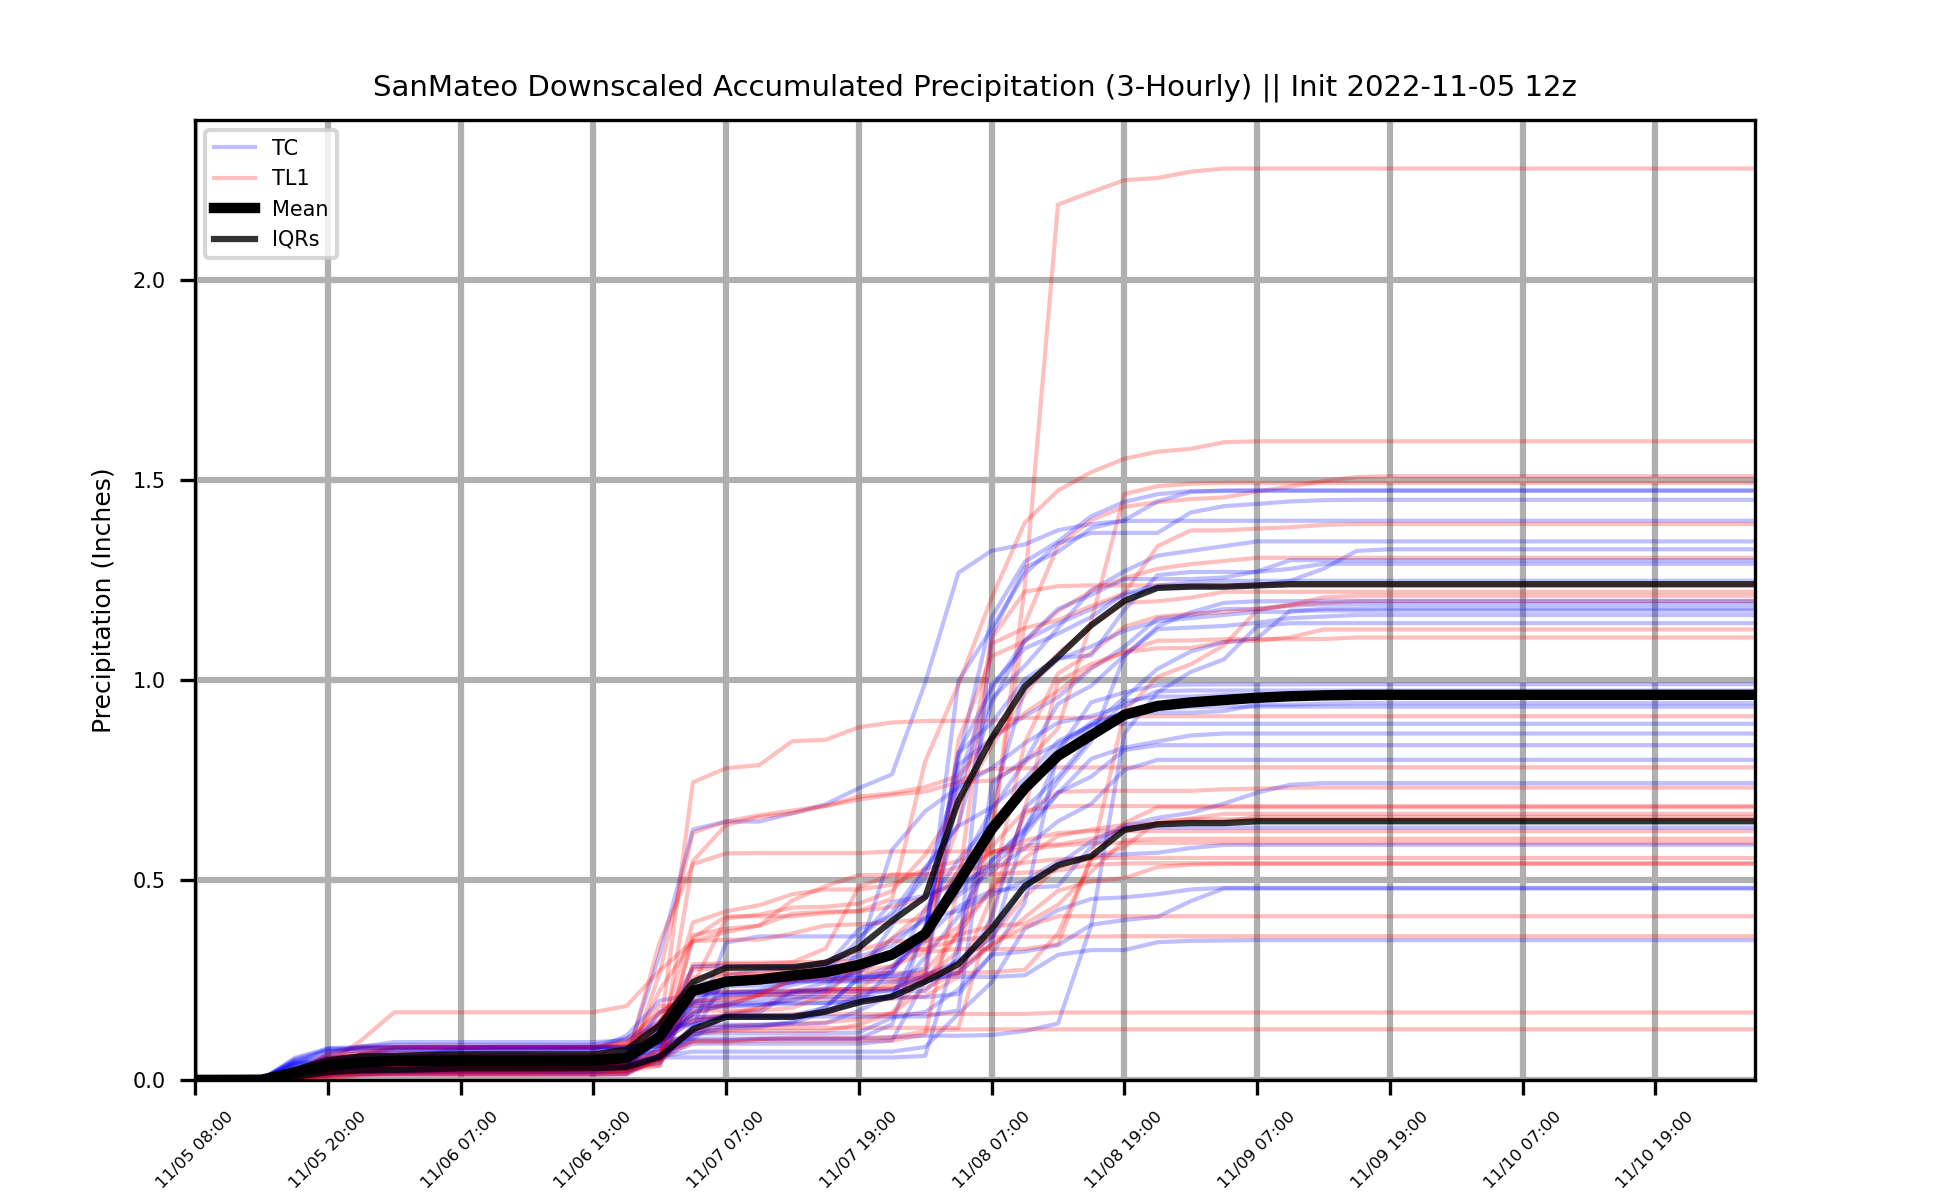 SanMateo Downscaled Accumulated Precipitation (3-Hourly) || Init 2022-11-05 12z
TC
TL1
Mean
IQRs
Precipitation (Inches)
2.0
1.5
1.0
0.5
0.0
11/05 08:00
11/05 20:00
11/06 07:00
11/06 19:00
11/07 07:00
11/07 19:00
11/08 07:00
11/08 19:00
11/09 07:00
11/09 19:00
11/10 07:00
11/10 19:00